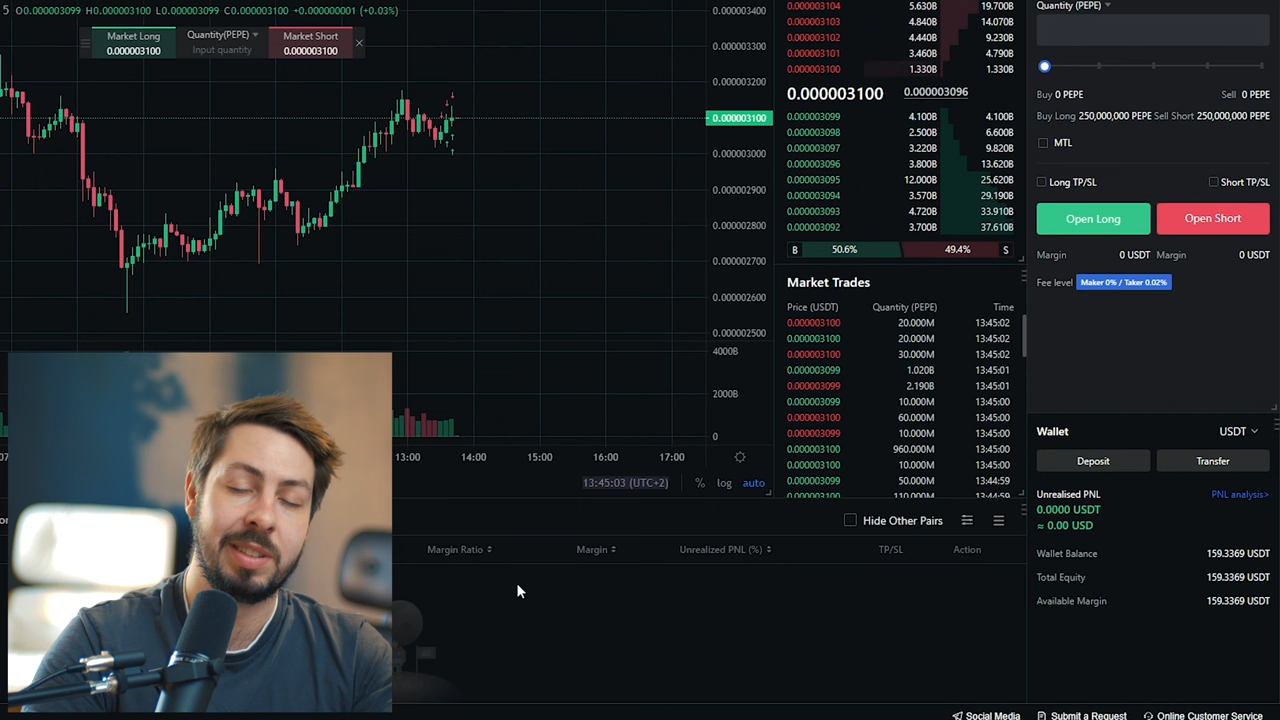 5 O0.000003099 H0.000003100 L0.000003099 C0.000003100 +0.000000001 (+0.03%)
Market Long
0.000003100
Quantity(PEPE)
Input quantity
Market Short
0.000003100
0.000003400
0.000003300
0.000003200
0.000003100
0.000003000
0.000002900
0.000002800
0.000002700
0.000002600
0.000002500
4000B
2000B
0
07
13:00 14:00 15:00 16:00 17:00
13:45:03 (UTC+2) % log auto
0.000003104 5.630B 19.700B
0.000003103 4.840B 14.070B
0.000003102 4.440B 9.230B
0.000003101 3.460B 4.790B
0.000003100 1.330B 1.330B
0.000003100 0.000003096
0.000003099 4.100B 4.100B
0.000003098 2.500B 6.600B
0.000003097 3.220B 9.820B
0.000003096 3.800B 13.620B
0.000003095 12.000B 25.620B
0.000003094 3.570B 29.190B
0.000003093 4.720B 33.910B
0.000003092 3.700B 37.610B
B 50.6% 49.4% S
Market Trades
Price (USDT) Quantity (PEPE) Time
0.000003100 20.000M 13:45:02
0.000003100 20.000M 13:45:02
0.000003100 30.000M 13:45:02
0.000003099 1.020B 13:45:01
0.000003099 2.190B 13:45:01
0.000003099 10.000M 13:45:00
0.000003100 60.000M 13:45:00
0.000003099 10.000M 13:45:00
0.000003100 960.000M 13:45:00
0.000003100 10.000M 13:45:00
0.000003099 50.000M 13:44:59
0.000003100 110.000M 13:44:59
Quantity (PEPE)
Buy 0 PEPE Sell 0 PEPE
Buy Long 250,000,000 PEPE Sell Short 250,000,000 PEPE
MTL
Long TP/SL Short TP/SL
Open Long Open Short
Margin 0 USDT Margin 0 USDT
Fee level Maker 0% / Taker 0.02%
Wallet USDT
Deposit Transfer
Unrealised PNL PNL analysis>
0.0000 USDT
≈ 0.00 USD
Wallet Balance 159.3369 USDT
Total Equity 159.3369 USDT
Available Margin 159.3369 USDT
Hide Other Pairs
Margin Ratio Margin Unrealized PNL (%) TP/SL Action
Social Media Submit a Request Online Customer Service